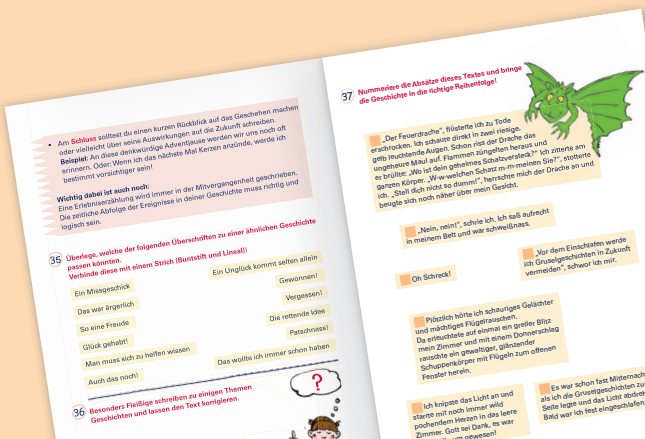 • Am Schluss solltest du einen kurzen Rückblick auf das Geschehen machen
oder vielleicht über seine Auswirkungen auf die Zukunft schreiben.
Beispiel: An diese denkwürdige Adventjause werden wir uns noch oft
erinnern. Oder: Wenn ich das nächste Mal Kerzen anzünde, werde ich
bestimmt vorsichtiger sein!
Wichtig dabei ist auch noch:
Eine Erlebniserzählung wird immer in der Mitvergangenheit geschrieben.
Die zeitliche Abfolge der Ereignisse in deiner Geschichte muss richtig und
logisch sein.
35 Überlege, welche der folgenden Überschriften zu einer ähnlichen Geschichte
passen könnten.
Verbinde diese mit einem Strich (Buntstift und Lineal)!
Ein Missgeschick
Das war ärgerlich
So eine Freude
Glück gehabt!
Man muss sich zu helfen wissen
Auch das noch!
Ein Unglück kommt selten allein
Gewonnen!
Vergessen!
Die rettende Idee
Patschnass!
Das wollte ich immer schon haben
36 Besonders Fleißige schreiben zu einigen Themen
Geschichten und lassen den Text korrigieren.
?
37 Nummeriere die Absätze dieses Textes und bringe
die Geschichte in die richtige Reihenfolge!
„Der Feuerdrache“, flüsterte ich zu Tode
erschrocken. Ich schaute direkt in zwei riesige,
gelb leuchtende Augen. Schon riss der Drache das
ungeheure Maul auf. Flammen züngelten heraus und
er brüllte: „Wo ist dein geheimes Schatzversteck?“ Ich zitterte am
ganzen Körper. „W-w-welchen Schatz m-m-meinen Sie?“, stotterte
ich. „Stell dich nicht so dumm!“, herrschte mich der Drache an und
beugte sich noch näher über mein Gesicht.
„Nein, nein!“, schrie ich. Ich saß aufrecht
in meinem Bett und war schweißnass.
Oh Schreck!
„Vor dem Einschlafen werde
ich Gruselgeschichten in Zukunft
vermeiden“, schwor ich mir.
Plötzlich hörte ich schauriges Gelächter
und mächtiges Flügelrauschen.
Da erleuchtete auf einmal ein greller Blitz
mein Zimmer und mit einem Donnerschlag
rauschte ein gewaltiger, glänzender
Schuppenkörper mit Flügeln zum offenen
Fenster herein.
Ich knipste das Licht an und
starrte mit noch immer wild
pochendem Herzen in das leere
Zimmer. Gott sei Dank, es war
gewesen!
Es war schon fast Mitternach
als ich die Gruselgeschichten zu
Seite legte und das Licht abdreh
Bald war ich fest eingeschlafen